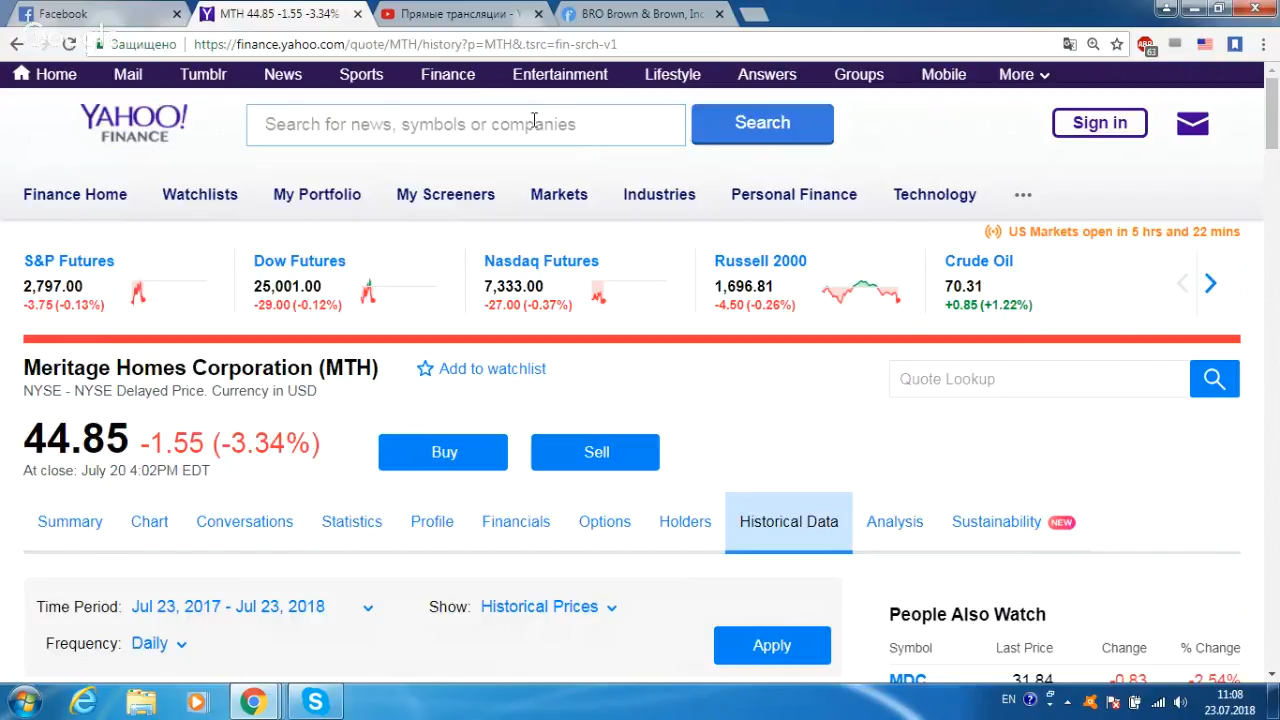 Facebook
MTH 44.85 -1.55 -3.34%
Прямые трансляции - Y
BRO Brown & Brown, Inc
Защищено
https://finance.yahoo.com/quote/MTH/history?p=MTH&.tsrc=fin-srch-v1
ABP
63
Home Mail Tumblr News Sports Finance Entertainment Lifestyle Answers Groups Mobile More
YAHOO!
FINANCE
Search for news, symbols or companies
Search
Sign in
Finance Home Watchlists My Portfolio My Screeners Markets Industries Personal Finance Technology
US Markets open in 5 hrs and 22 mins
S&P Futures
2,797.00
-3.75 (-0.13%)
Dow Futures
25,001.00
-29.00 (-0.12%)
Nasdaq Futures
7,333.00
-27.00 (-0.37%)
Russell 2000
1,696.81
-4.50 (-0.26%)
Crude Oil
70.31
+0.85 (+1.22%)
Meritage Homes Corporation (MTH)
Add to watchlist
NYSE - NYSE Delayed Price. Currency in USD
Quote Lookup
44.85 -1.55 (-3.34%)
At close: July 20 4:02PM EDT
Buy
Sell
Summary Chart Conversations Statistics Profile Financials Options Holders Historical Data Analysis Sustainability NEW
Time Period: Jul 23, 2017 - Jul 23, 2018
Show: Historical Prices
Frequency: Daily
Apply
People Also Watch
Symbol Last Price Change % Change
MDC 31.84 -0.83 -2.54%
EN
11:08
23.07.2018